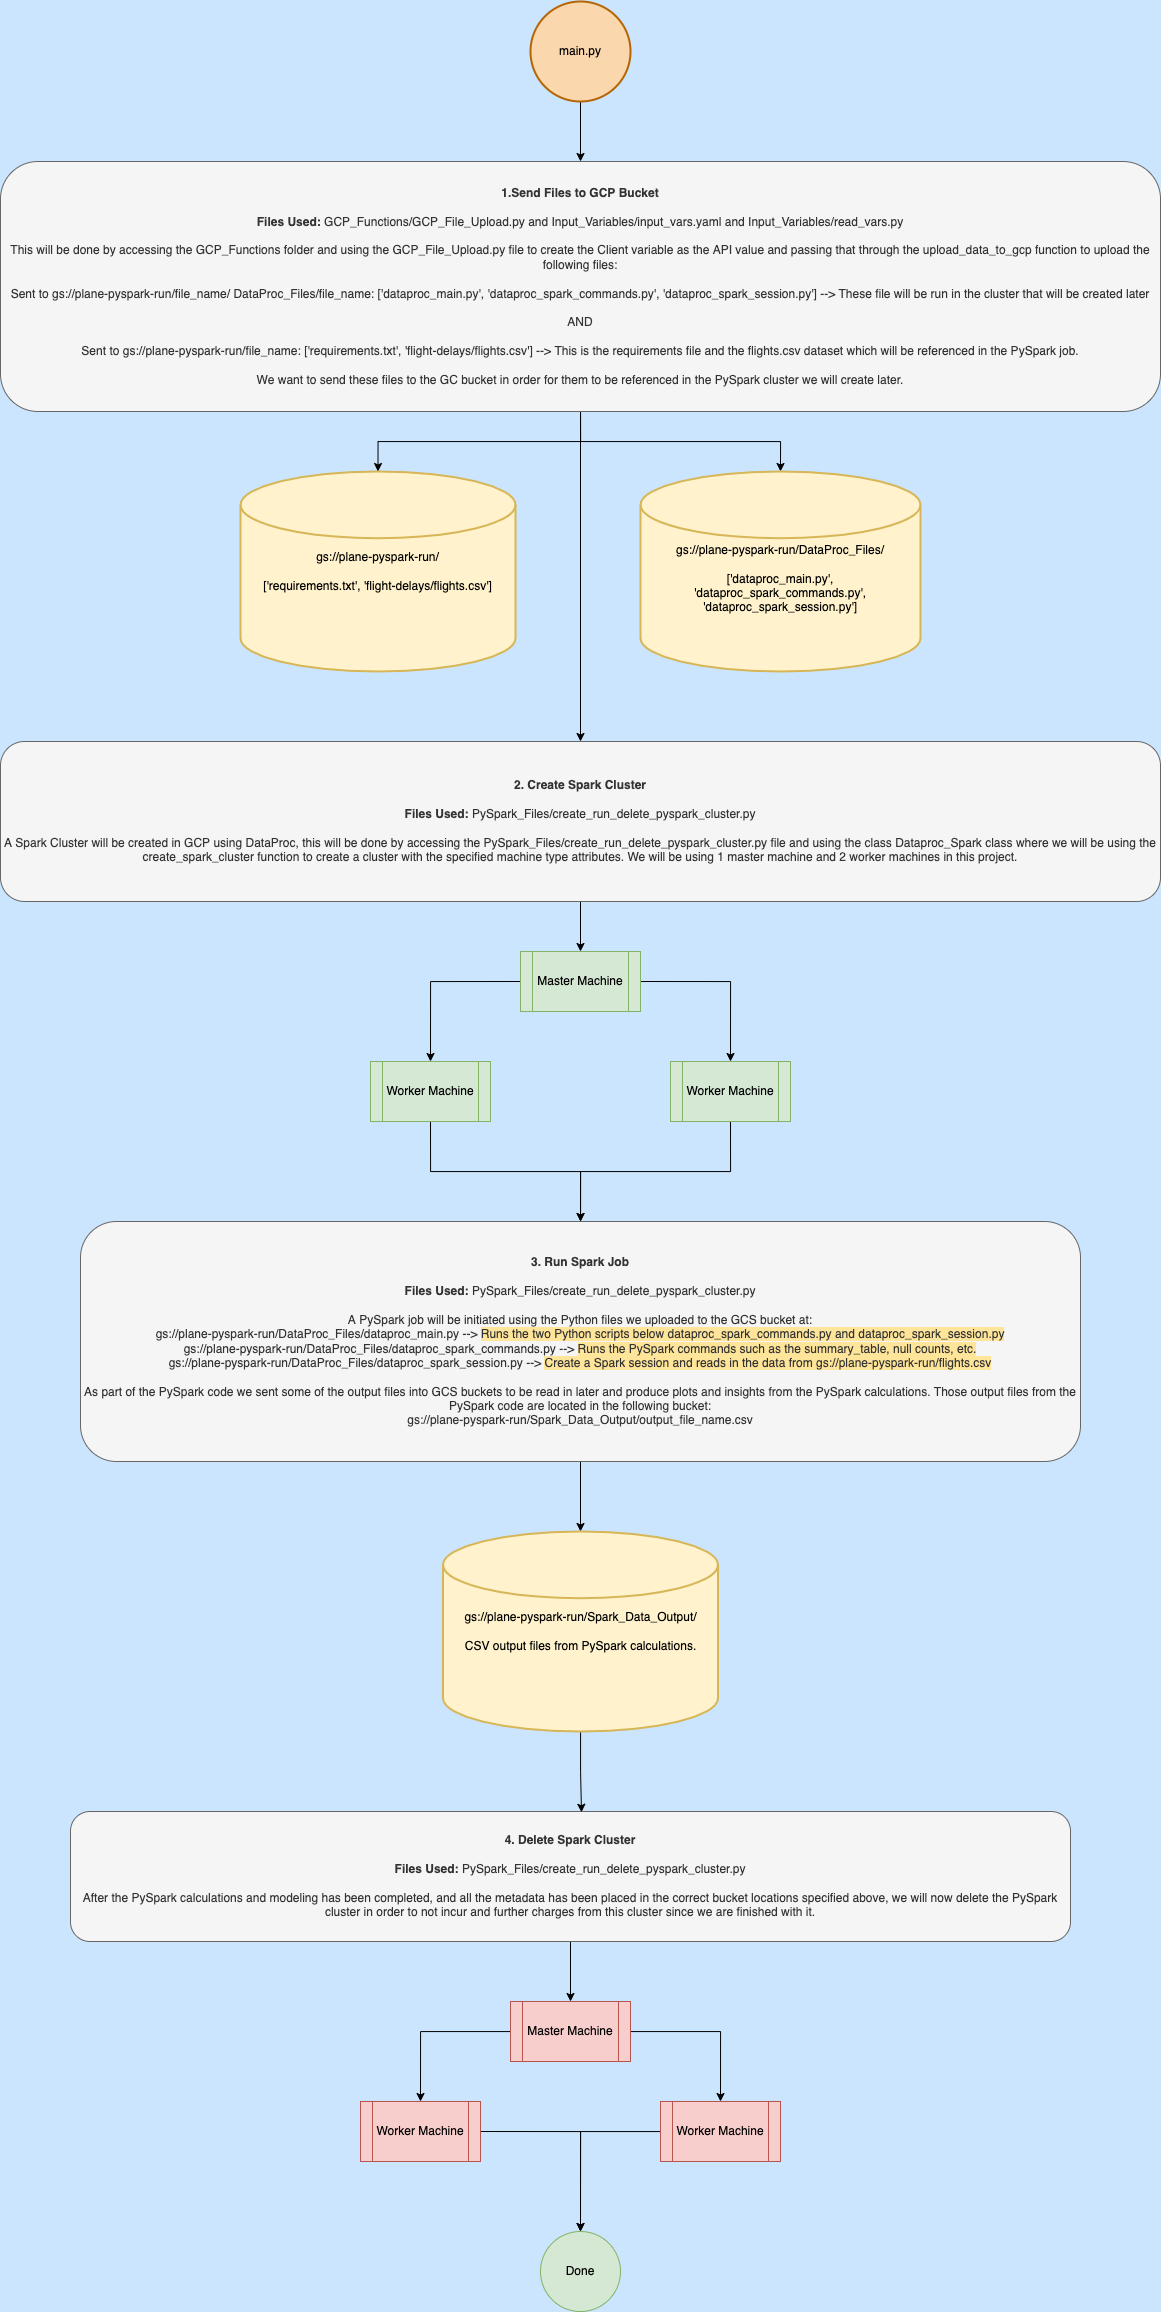 main.py
1.Send Files to GCP Bucket
Files Used: GCP_Functions/GCP_File_Upload.py and Input_Variables/input_vars.yaml and Input_Variables/read_vars.py
This will be done by accessing the GCP_Functions folder and using the GCP_File_Upload.py file to create the Client variable as the API value and passing that through the upload_data_to_gcp function to upload the
following files:
Sent to gs://plane-pyspark-run/file_name/ DataProc_Files/file_name: ['dataproc_main.py', 'dataproc_spark_commands.py', 'dataproc_spark_session.py'] --> These file will be run in the cluster that will be created later
AND
Sent to gs://plane-pyspark-run/file_name: ['requirements.txt', 'flight-delays/flights.csv'] --> This is the requirements file and the flights.csv dataset which will be referenced in the PySpark job.
We want to send these files to the GC bucket in order for them to be referenced in the PySpark cluster we will create later.
gs://plane-pyspark-run/
['requirements.txt', 'flight-delays/flights.csv']
gs://plane-pyspark-run/DataProc_Files/
['dataproc_main.py',
'dataproc_spark_commands.py',
'dataproc_spark_session.py']
2. Create Spark Cluster
Files Used: PySpark_Files/create_run_delete_pyspark_cluster.py
A Spark Cluster will be created in GCP using DataProc, this will be done by accessing the PySpark_Files/create_run_delete_pyspark_cluster.py file and using the class Dataproc_Spark class where we will be using the
create_spark_cluster function to create a cluster with the specified machine type attributes. We will be using 1 master machine and 2 worker machines in this project.
Master Machine
Worker Machine
Worker Machine
3. Run Spark Job
Files Used: PySpark_Files/create_run_delete_pyspark_cluster.py
A PySpark job will be initiated using the Python files we uploaded to the GCS bucket at:
gs://plane-pyspark-run/DataProc_Files/dataproc_main.py --> Runs the two Python scripts below dataproc_spark_commands.py and dataproc_spark_session.py
gs://plane-pyspark-run/DataProc_Files/dataproc_spark_commands.py --> Runs the PySpark commands such as the summary_table, null counts, etc.
gs://plane-pyspark-run/DataProc_Files/dataproc_spark_session.py --> Create a Spark session and reads in the data from gs://plane-pyspark-run/flights.csv
As part of the PySpark code we sent some of the output files into GCS buckets to be read in later and produce plots and insights from the PySpark calculations. Those output files from the
PySpark code are located in the following bucket:
gs://plane-pyspark-run/Spark_Data_Output/output_file_name.csv
gs://plane-pyspark-run/Spark_Data_Output/
CSV output files from PySpark calculations.
4. Delete Spark Cluster
Files Used: PySpark_Files/create_run_delete_pyspark_cluster.py
After the PySpark calculations and modeling has been completed, and all the metadata has been placed in the correct bucket locations specified above, we will now delete the PySpark
cluster in order to not incur and further charges from this cluster since we are finished with it.
Master Machine
Worker Machine
Worker Machine
Done